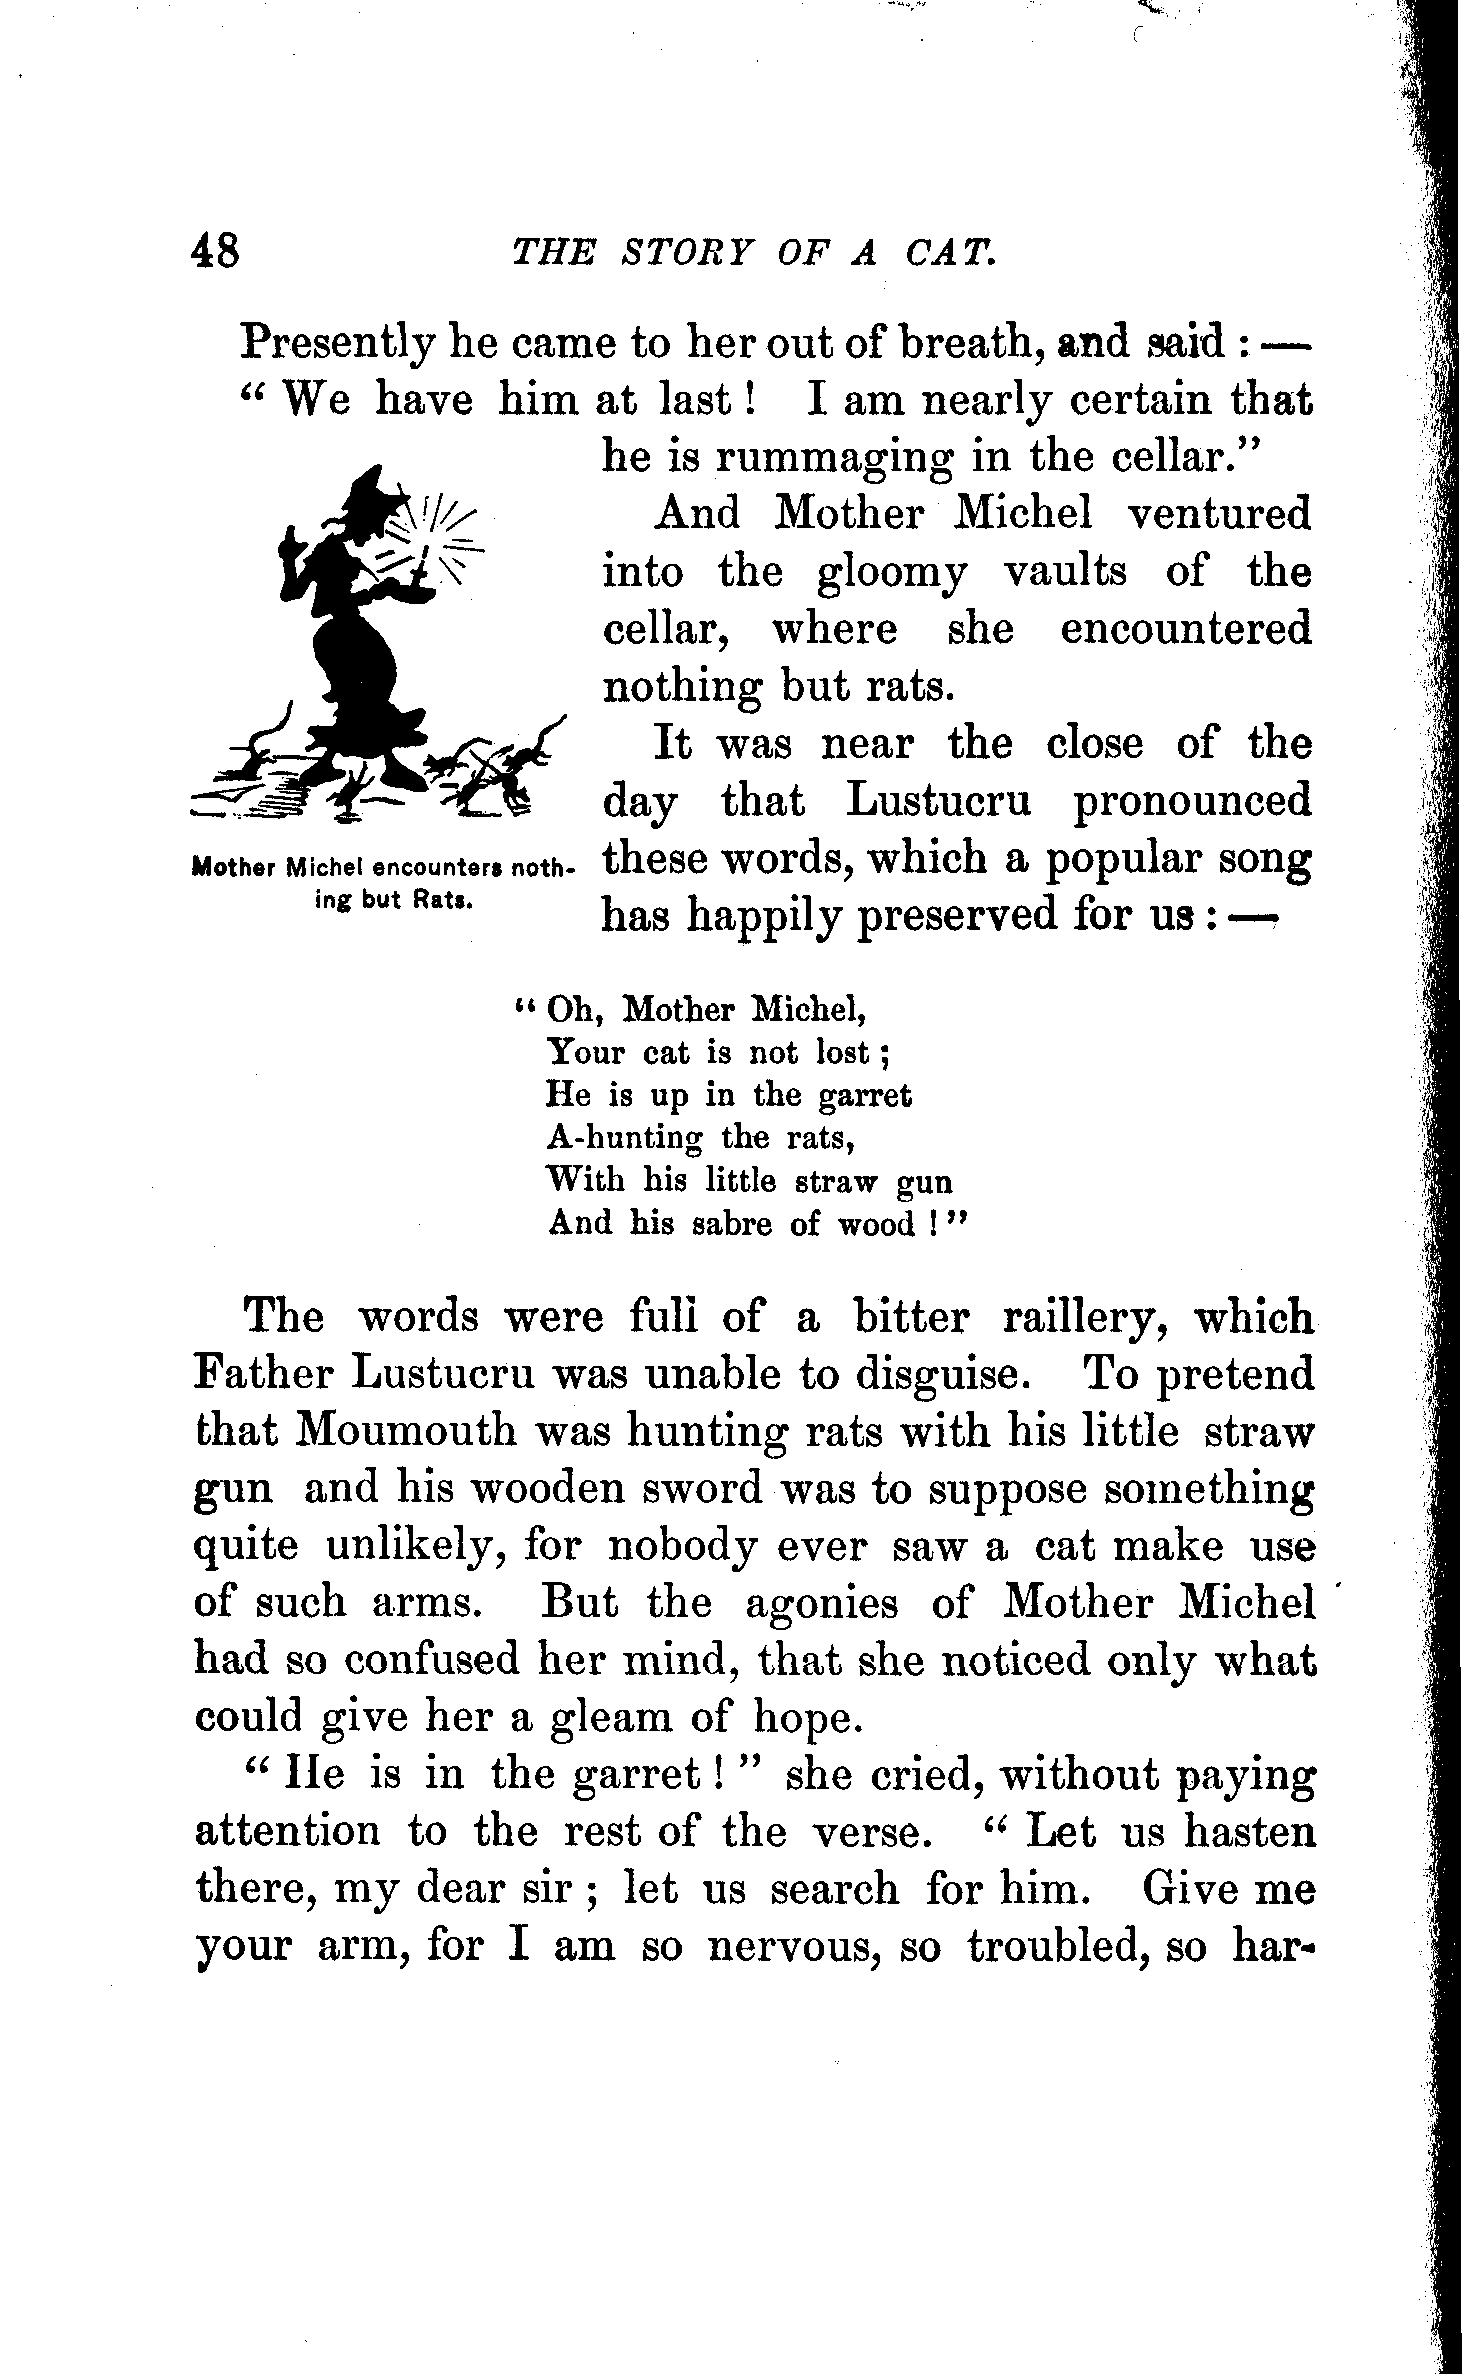 48 THE STORY OF A CAT.
Presently he came to her out of breath, and said : —
“ We have him at last ! I am nearly certain that
he is rummaging in the cellar.”
And Mother Michel ventured
into the gloomy vaults of the
cellar, where she encountered
nothing but rats.
It was near the close of the
day that Lustucru pronounced
these words, which a popular song
has happily preserved for us : —
Mother Michel encounters noth-
ing but Rats.
“ Oh, Mother Michel,
Your cat is not lost ;
He is up in the garret
A-hunting the rats,
With his little straw gun
And his sabre of wood ! ”
The words were full of a bitter raillery, which
Father Lustucru was unable to disguise. To pretend
that Moumouth was hunting rats with his little straw
gun and his wooden sword was to suppose something
quite unlikely, for nobody ever saw a cat make use
of such arms. But the agonies of Mother Michel
had so confused her mind, that she noticed only what
could give her a gleam of hope.
“ He is in the garret ! ” she cried, without paying
attention to the rest of the verse. “ Let us hasten
there, my dear sir ; let us search for him. Give me
your arm, for I am so nervous, so troubled, so har-